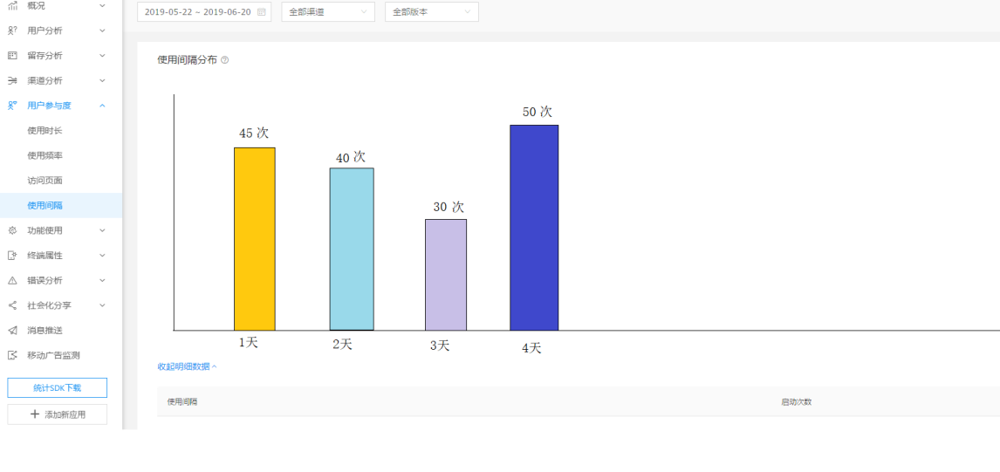 概况
用户分析
留存分析
渠道分析
用户参与度
使用时长
使用频率
访问页面
使用间隔
功能使用
终端属性
错误分析
社会化分享
消息推送
移动广告监测
统计SDK下载
添加新应用
2019-05-22 ~ 2019-06-20
全部渠道
全部版本
使用间隔分布
45 次
40 次
30 次
50 次
1天
2天
3天
4天
收起明细数据
使用间隔
启动次数